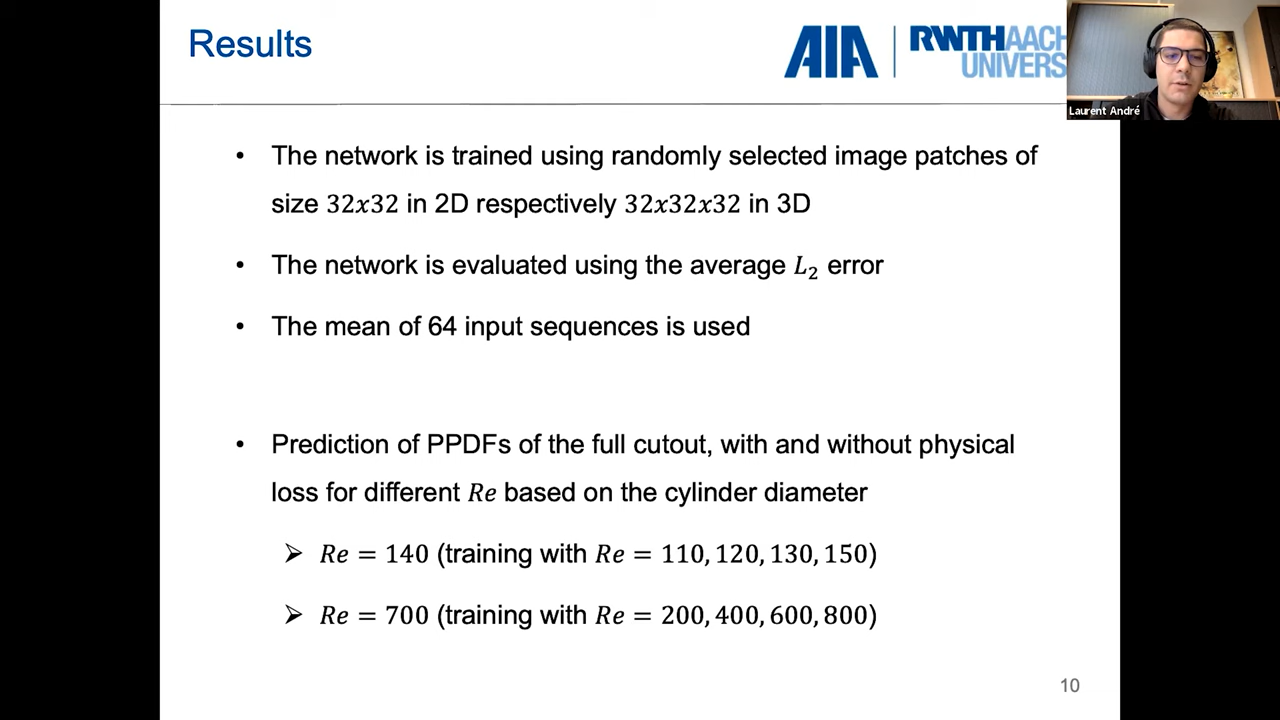 Results
AIA
RWTHAACH
UNIVERS
Laurent André
• The network is trained using randomly selected image patches of
size 32x32 in 2D respectively 32x32x32 in 3D
• The network is evaluated using the average L₂ error
• The mean of 64 input sequences is used
• Prediction of PPDFs of the full cutout, with and without physical
loss for different Re based on the cylinder diameter
➢ Re = 140 (training with Re = 110, 120, 130, 150)
➢ Re = 700 (training with Re = 200, 400, 600, 800)
10